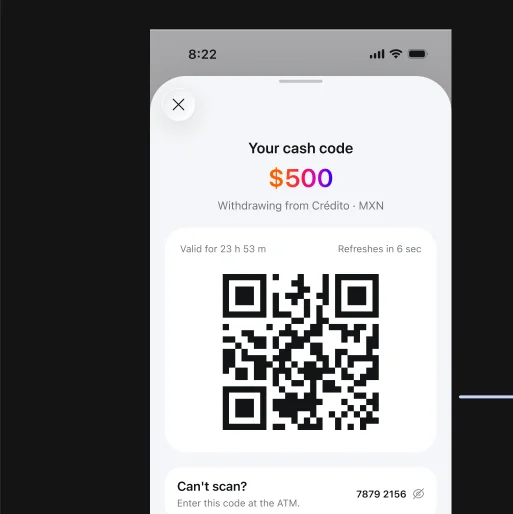 8:22
Your cash code
$500
Withdrawing from Crédito · MXN
Valid for 23 h 53 m
Refreshes in 6 sec
Can't scan?
Enter this code at the ATM.
7879 2156